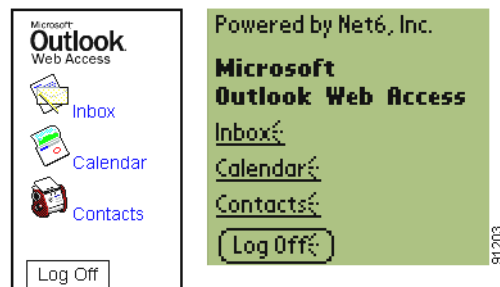 Microsoft
Outlook
Web Access
Inbox
Calendar
Contacts
Log Off
Powered by Net6, Inc.
Microsoft
Outlook Web Access
Inbox
Calendar
Contacts
Log Off
91203